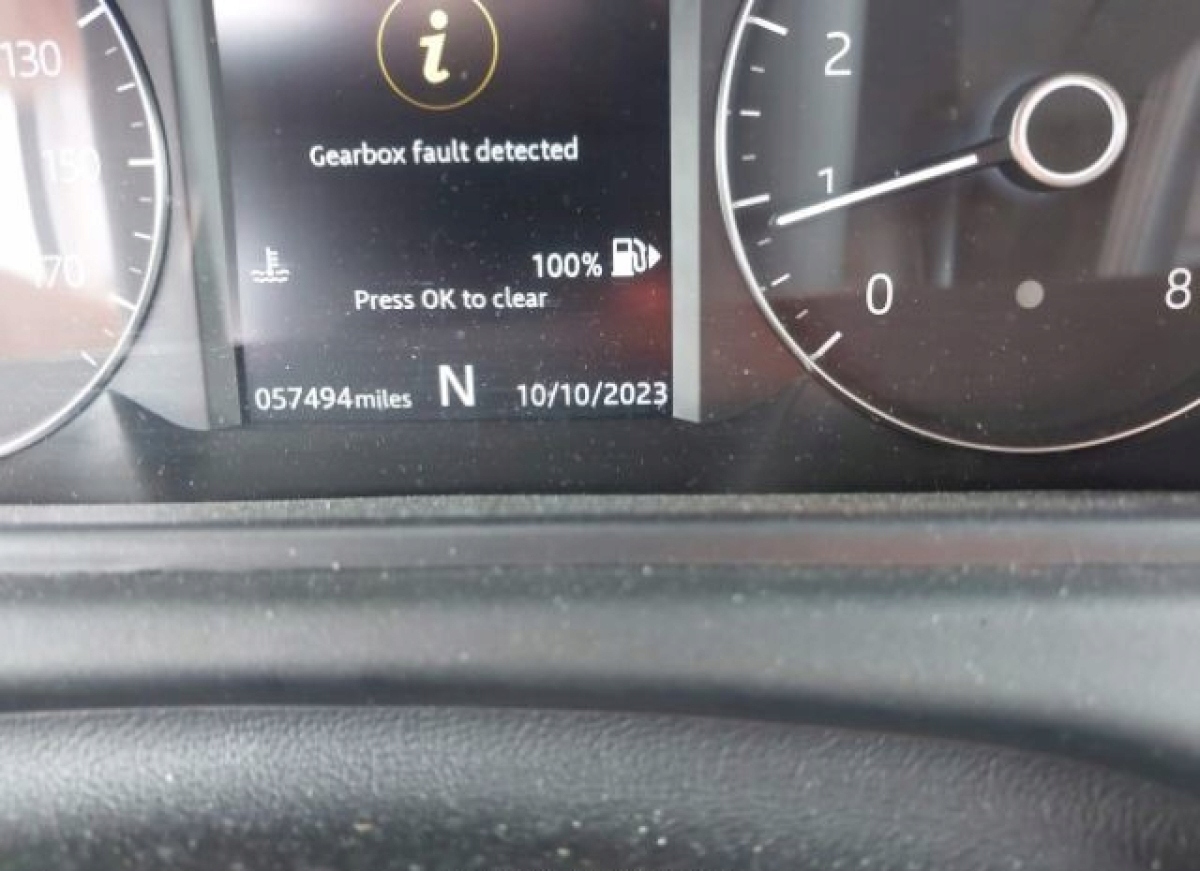 130
150
170
i
Gearbox fault detected
100%
Press OK to clear
057494miles N 10/10/2023
2
1
0
8